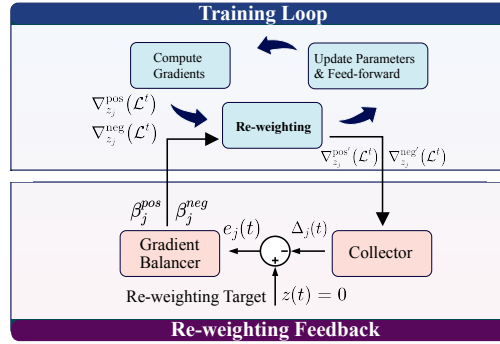 Training Loop
Compute
Gradients
Update Parameters
& Feed-forward
∇_{z_j}^{pos}(ℒ^t)
∇_{z_j}^{neg}(ℒ^t)
Re-weighting
∇_{z_j}^{pos'}(ℒ^t) ∇_{z_j}^{neg'}(ℒ^t)
β_j^{pos} β_j^{neg}
e_j(t)
Δ_j(t)
Gradient
Balancer
−
+
Collector
Re-weighting Target z(t) = 0
Re-weighting Feedback